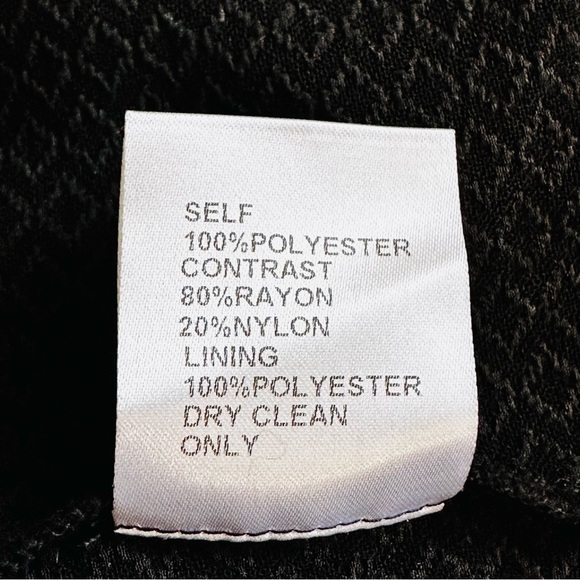 SELF
100%POLYESTER
CONTRAST
80%RAYON
20%NYLON
LINING
100%POLYESTER
DRY CLEAN
ONLY